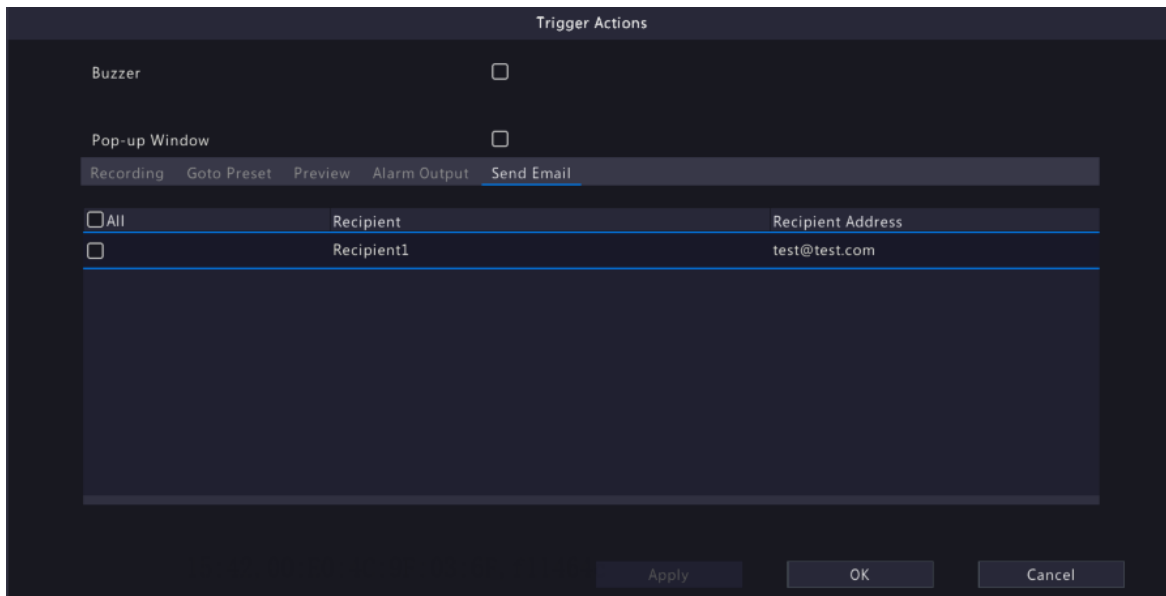 Trigger Actions
Buzzer
Pop-up Window
Recording Goto Preset Preview Alarm Output Send Email
All Recipient Recipient Address
Recipient1 test@test.com
Apply OK Cancel